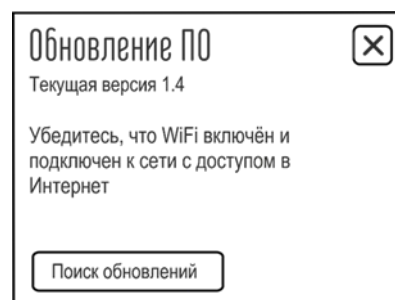 Обновление ПО
Текущая версия 1.4
Убедитесь, что WiFi включён и
подключен к сети с доступом в
Интернет
Поиск обновлений